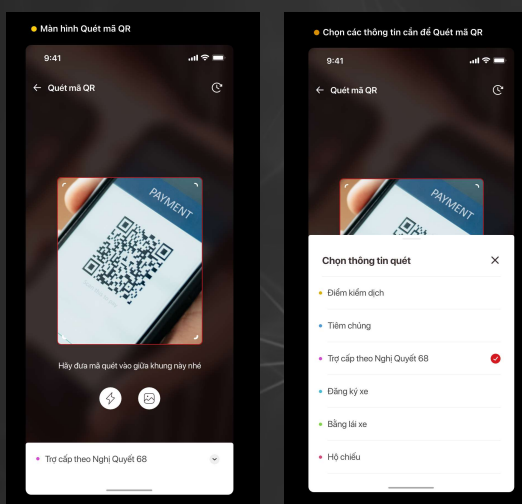 Màn hình Quét mã QR
9:41
Quét mã QR
PAYMENT
Hãy đưa mã quét vào giữa khung này nhé
Trợ cấp theo Nghị Quyết 68
Chọn các thông tin cần để Quét mã QR
9:41
Quét mã QR
PAYMENT
Chọn thông tin quét
Điểm kiểm dịch
Tiêm chủng
Trợ cấp theo Nghị Quyết 68
Đăng ký xe
Bằng lái xe
Hộ chiếu